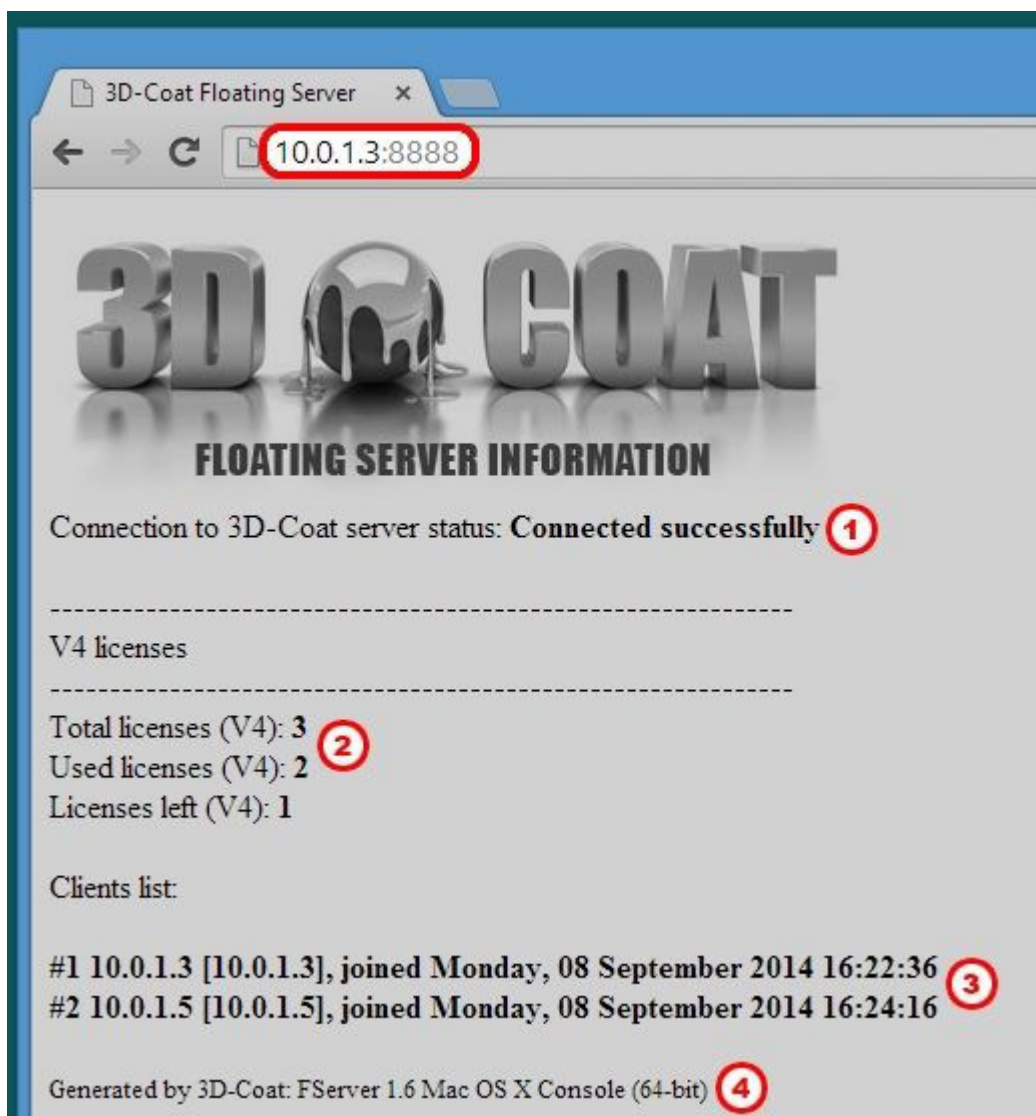 3D-Coat Floating Server
10.0.1.3:8888
3D COAT
FLOATING SERVER INFORMATION
Connection to 3D-Coat server status: Connected successfully 1
--------------------------------------------------------------
V4 licenses
--------------------------------------------------------------
Total licenses (V4): 3
2
Used licenses (V4): 2
Licenses left (V4): 1
Clients list:
#1 10.0.1.3 [10.0.1.3], joined Monday, 08 September 2014 16:22:36
3
#2 10.0.1.5 [10.0.1.5], joined Monday, 08 September 2014 16:24:16
Generated by 3D-Coat: FServer 1.6 Mac OS X Console (64-bit) 4